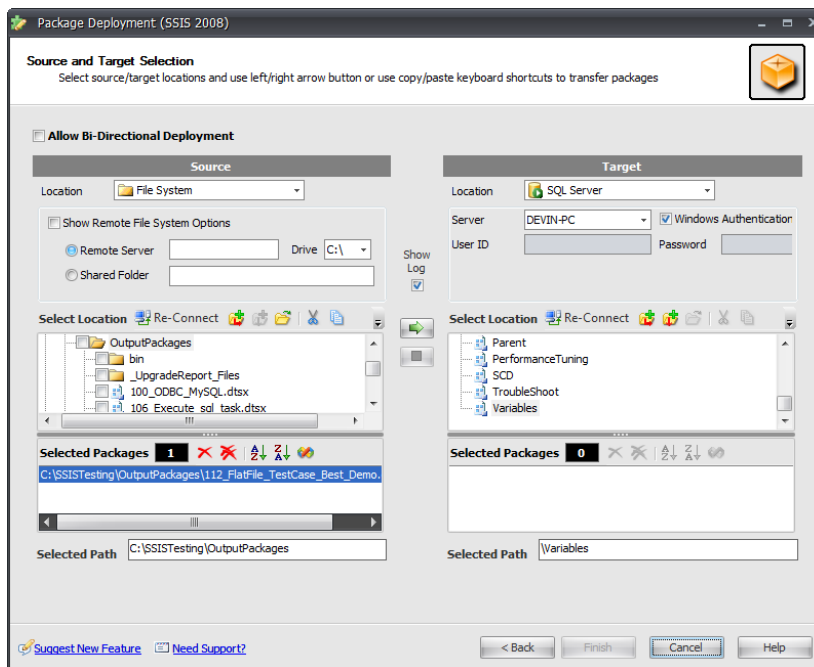 Package Deployment (SSIS 2008)
Source and Target Selection
Select source/target locations and use left/right arrow button or use copy/paste keyboard shortcuts to transfer packages
Allow Bi-Directional Deployment
Source
Location
File System
Show Remote File System Options
Remote Server
Drive
C:\
Shared Folder
Select Location
Re-Connect
OutputPackages
bin
_UpgradeReport_Files
100_ODBC_MySQL.dtsx
106_Execute_sql_task.dtsx
Selected Packages
1
C:\SSISTesting\OutputPackages\112_FlatFile_TestCase_Best_Demo.
Selected Path
C:\SSISTesting\OutputPackages
Show
Log
Target
Location
SQL Server
Server
DEVIN-PC
Windows Authentication
User ID
Password
Select Location
Re-Connect
Parent
PerformanceTuning
SCD
TroubleShoot
Variables
Selected Packages
0
Selected Path
\Variables
Suggest New Feature
Need Support?
< Back
Finish
Cancel
Help